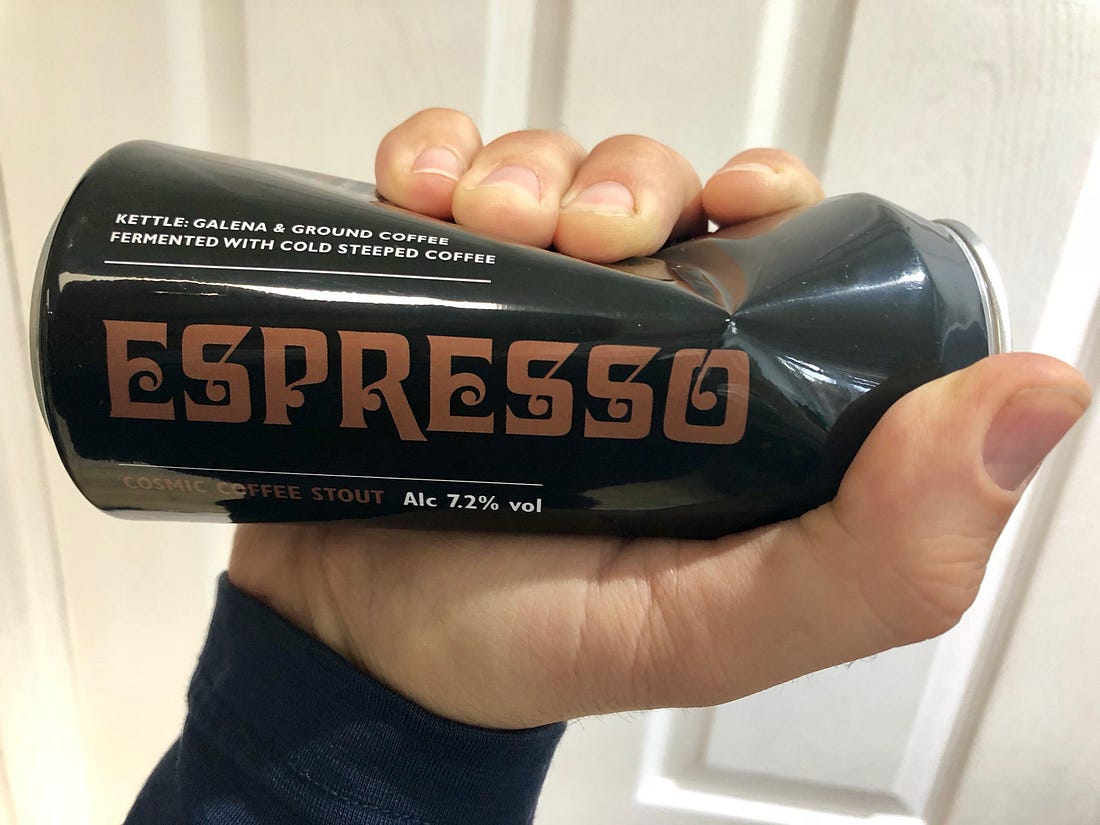 KETTLE: GALENA & GROUND COFFEE
FERMENTED WITH COLD STEEPED COFFEE
ESPRESSO
COSMIC COFFEE STOUT Alc 7.2% vol